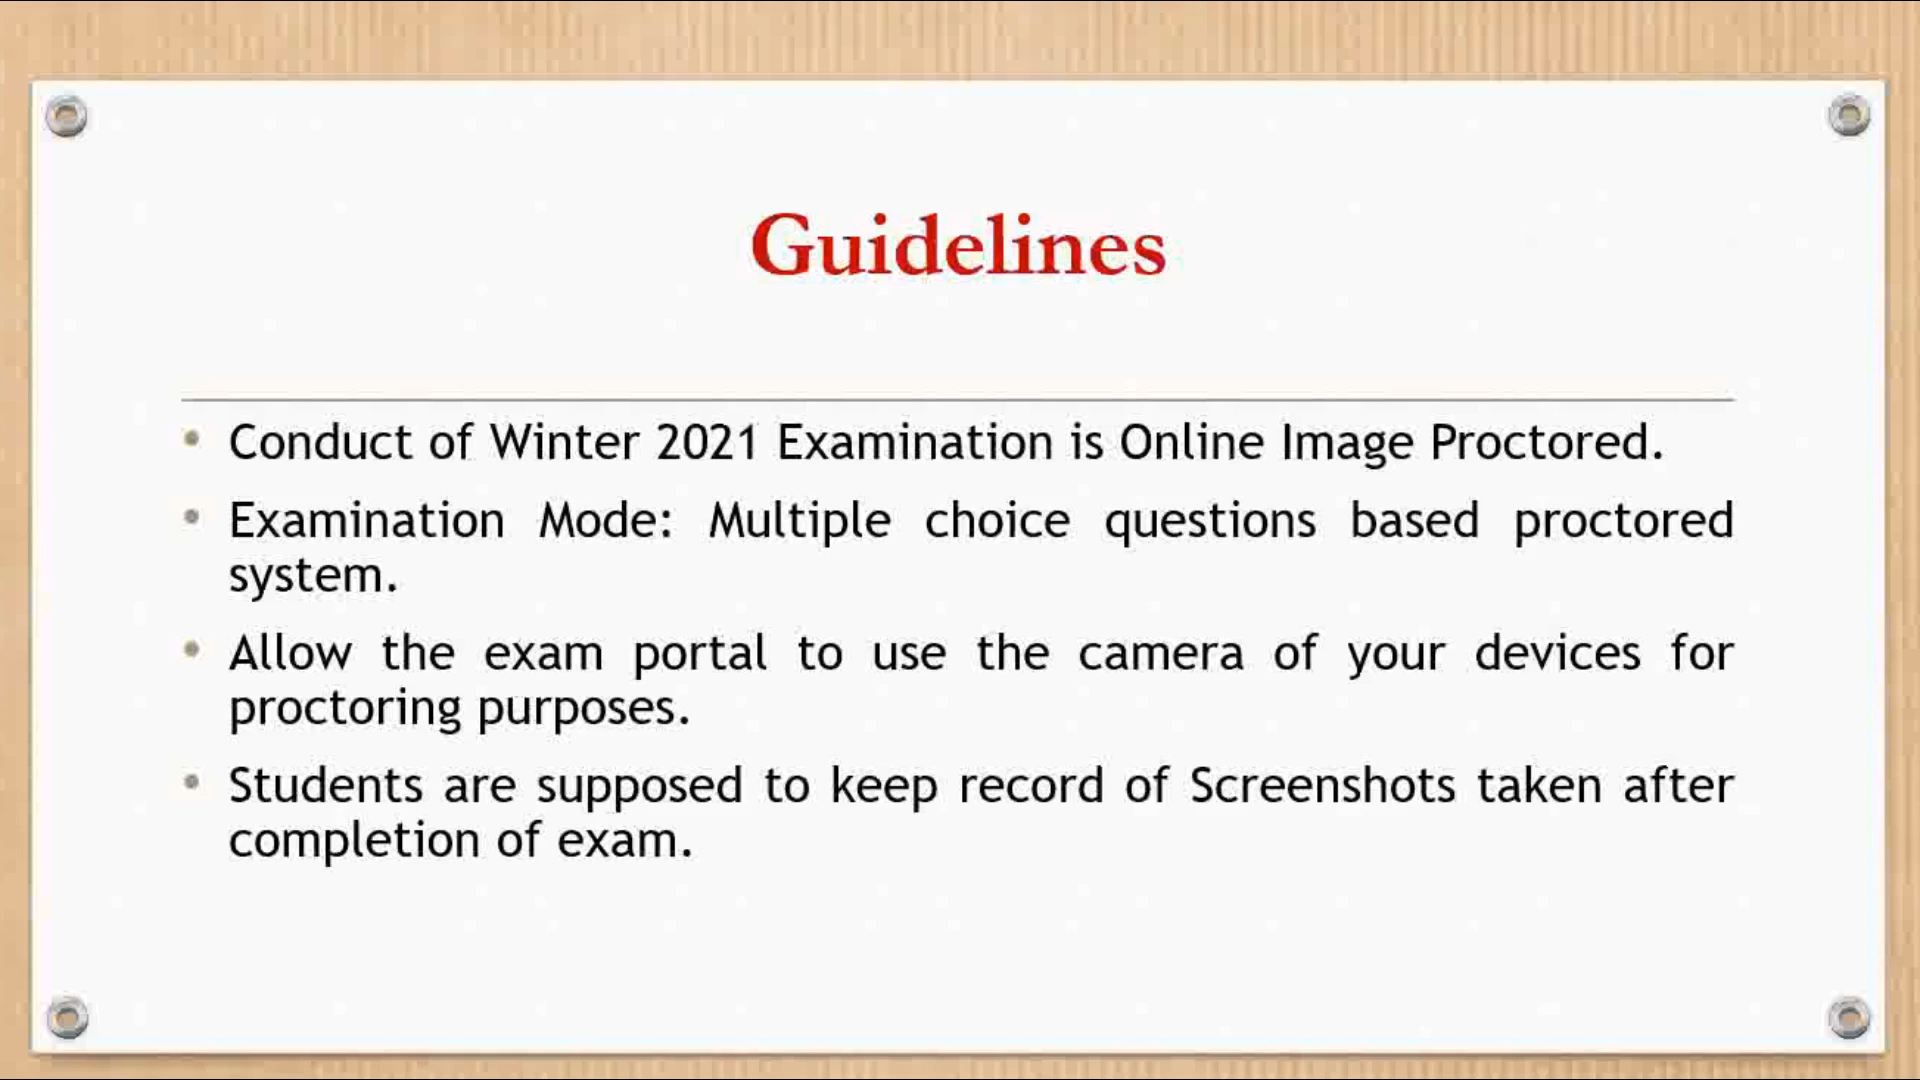 Guidelines
• Conduct of Winter 2021 Examination is Online Image Proctored.
• Examination Mode: Multiple choice questions based proctored
system.
• Allow the exam portal to use the camera of your devices for
proctoring purposes.
• Students are supposed to keep record of Screenshots taken after
completion of exam.